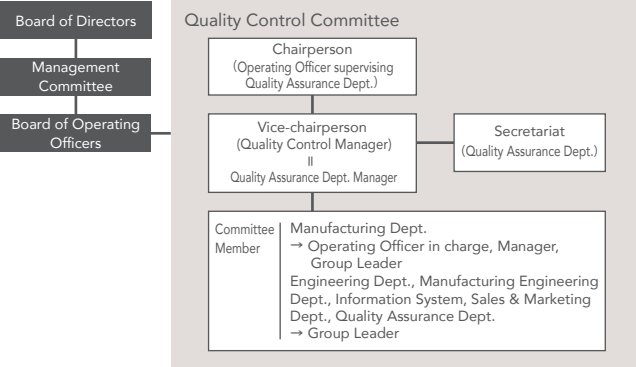 Board of Directors
Management
Committee
Board of Operating
Officers
Quality Control Committee
Chairperson
(Operating Officer supervising
Quality Assurance Dept.)
Vice-chairperson
(Quality Control Manager)
=
Quality Assurance Dept. Manager
Secretariat
(Quality Assurance Dept.)
Committee
Member
Manufacturing Dept.
→ Operating Officer in charge, Manager,
Group Leader
Engineering Dept., Manufacturing Engineering
Dept., Information System, Sales & Marketing
Dept., Quality Assurance Dept.
→ Group Leader